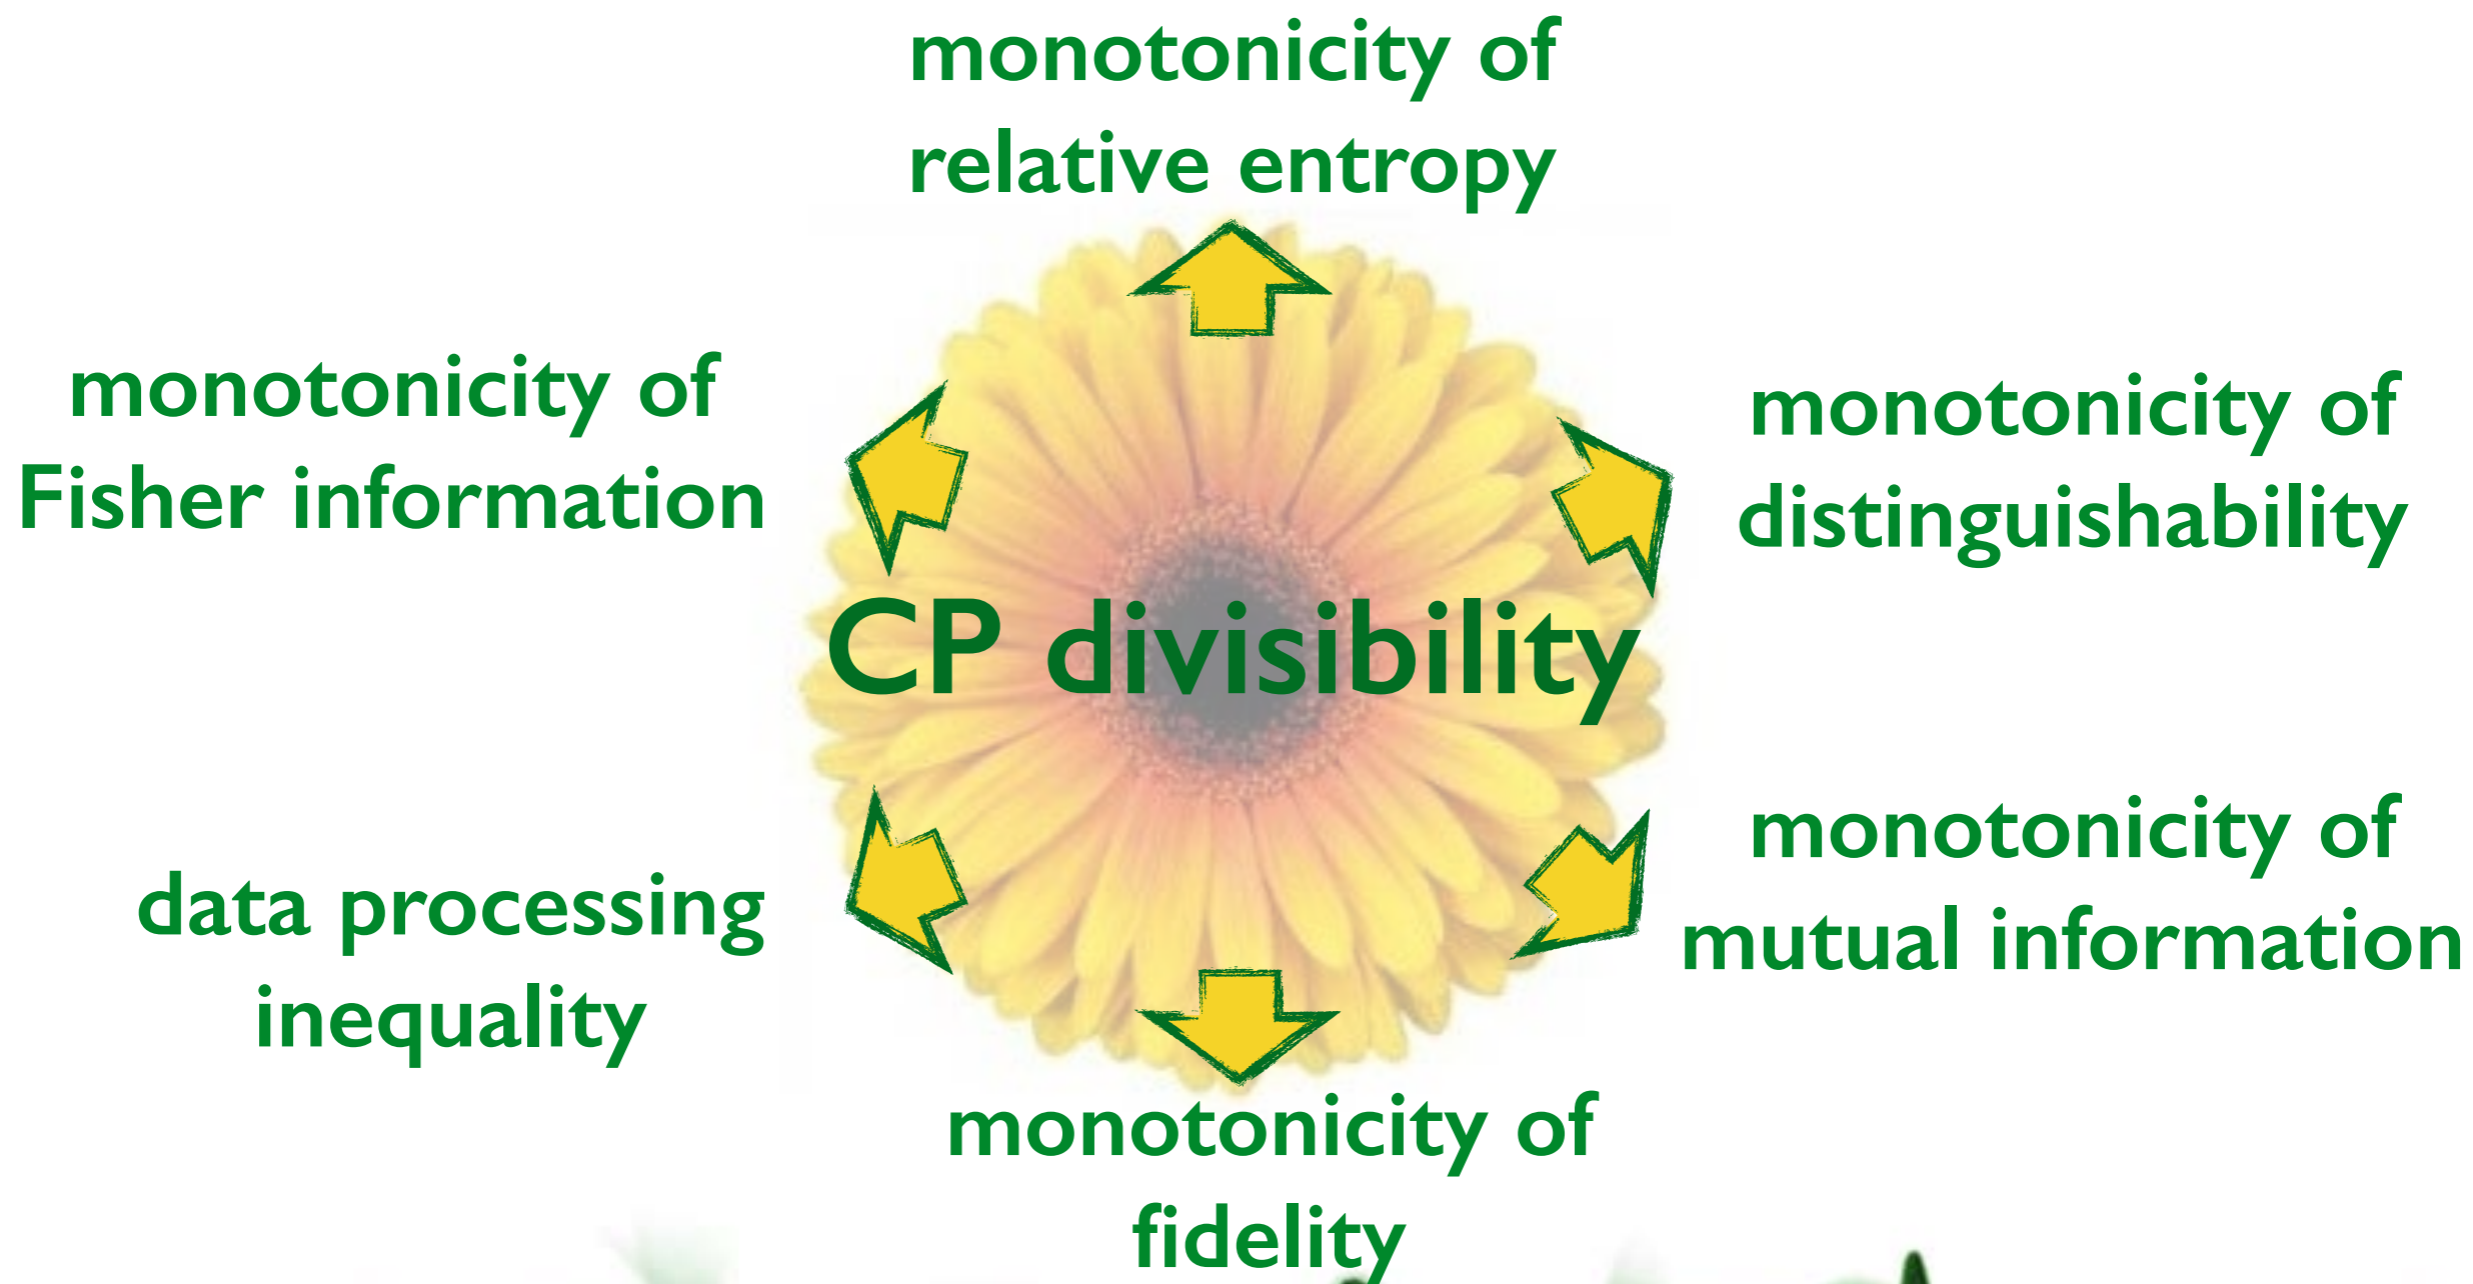 monotonicity of
relative entropy
monotonicity of
Fisher information
monotonicity of
distinguishability
CP divisibility
data processing
inequality
monotonicity of
mutual information
monotonicity of
fidelity